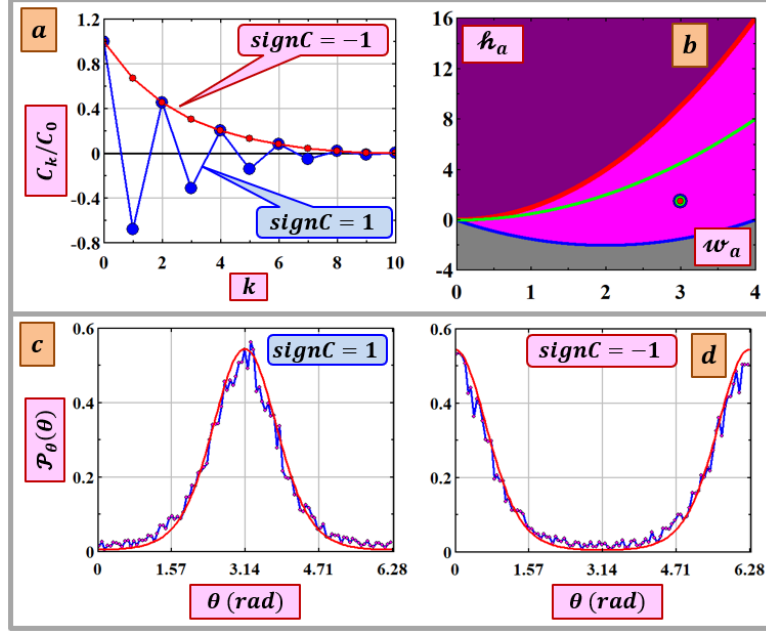 a
signC = −1
C_k/C_0
signC = 1
k
1.2
0.8
0.4
0
-0.4
-0.8
0 2 4 6 8 10
b
𝒽_a
𝓌_a
16
12
8
4
0
-4
0 1 2 3 4
c
signC = 1
𝒫_θ(θ)
0.6
0.4
0.2
0
0 1.57 3.14 4.71 6.28
θ (rad)
d
signC = −1
0.6
0.4
0.2
0
0 1.57 3.14 4.71 6.28
θ (rad)